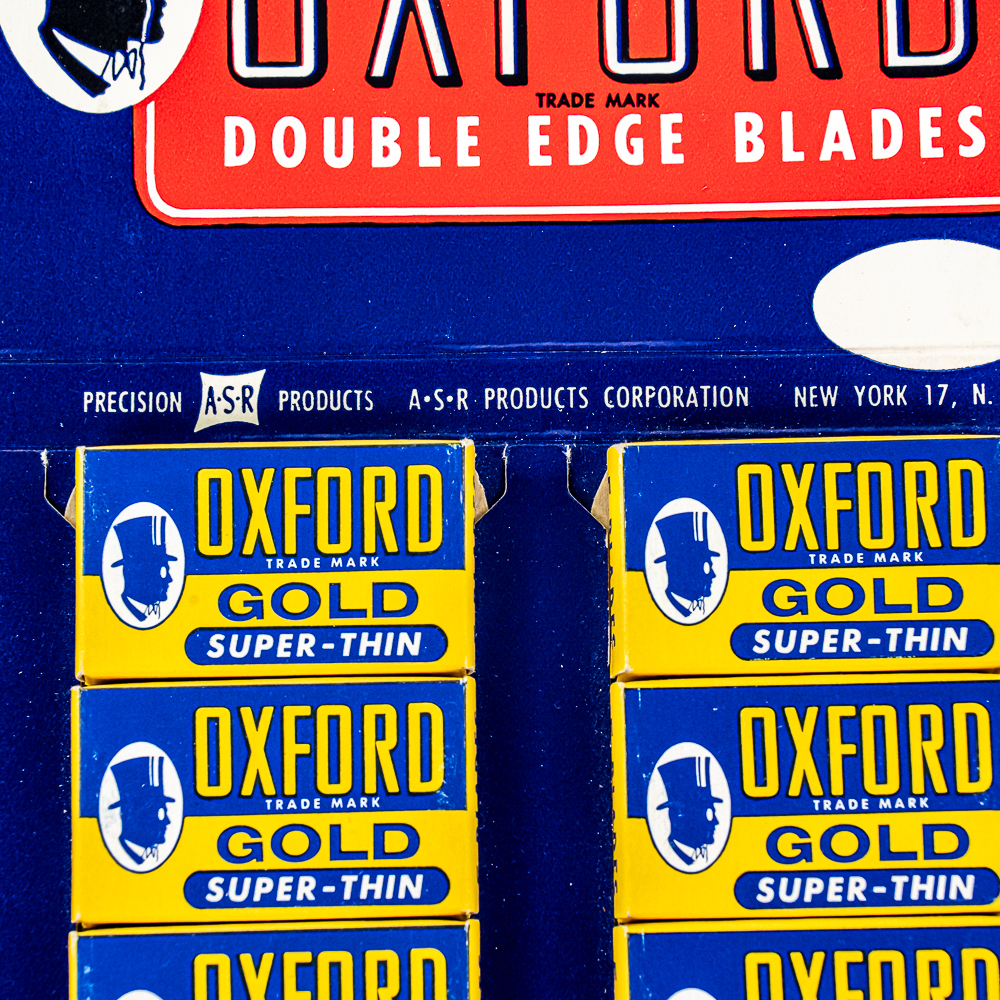 OXFORD
TRADE MARK
DOUBLE EDGE BLADES
PRECISION A·S·R PRODUCTS A·S·R PRODUCTS CORPORATION NEW YORK 17, N.
OXFORD
TRADE MARK
GOLD
SUPER-THIN
OXFORD
TRADE MARK
GOLD
SUPER-THIN
OXFORD
TRADE MARK
GOLD
SUPER-THIN
OXFORD
TRADE MARK
GOLD
SUPER-THIN
OXFORD
OXFORD